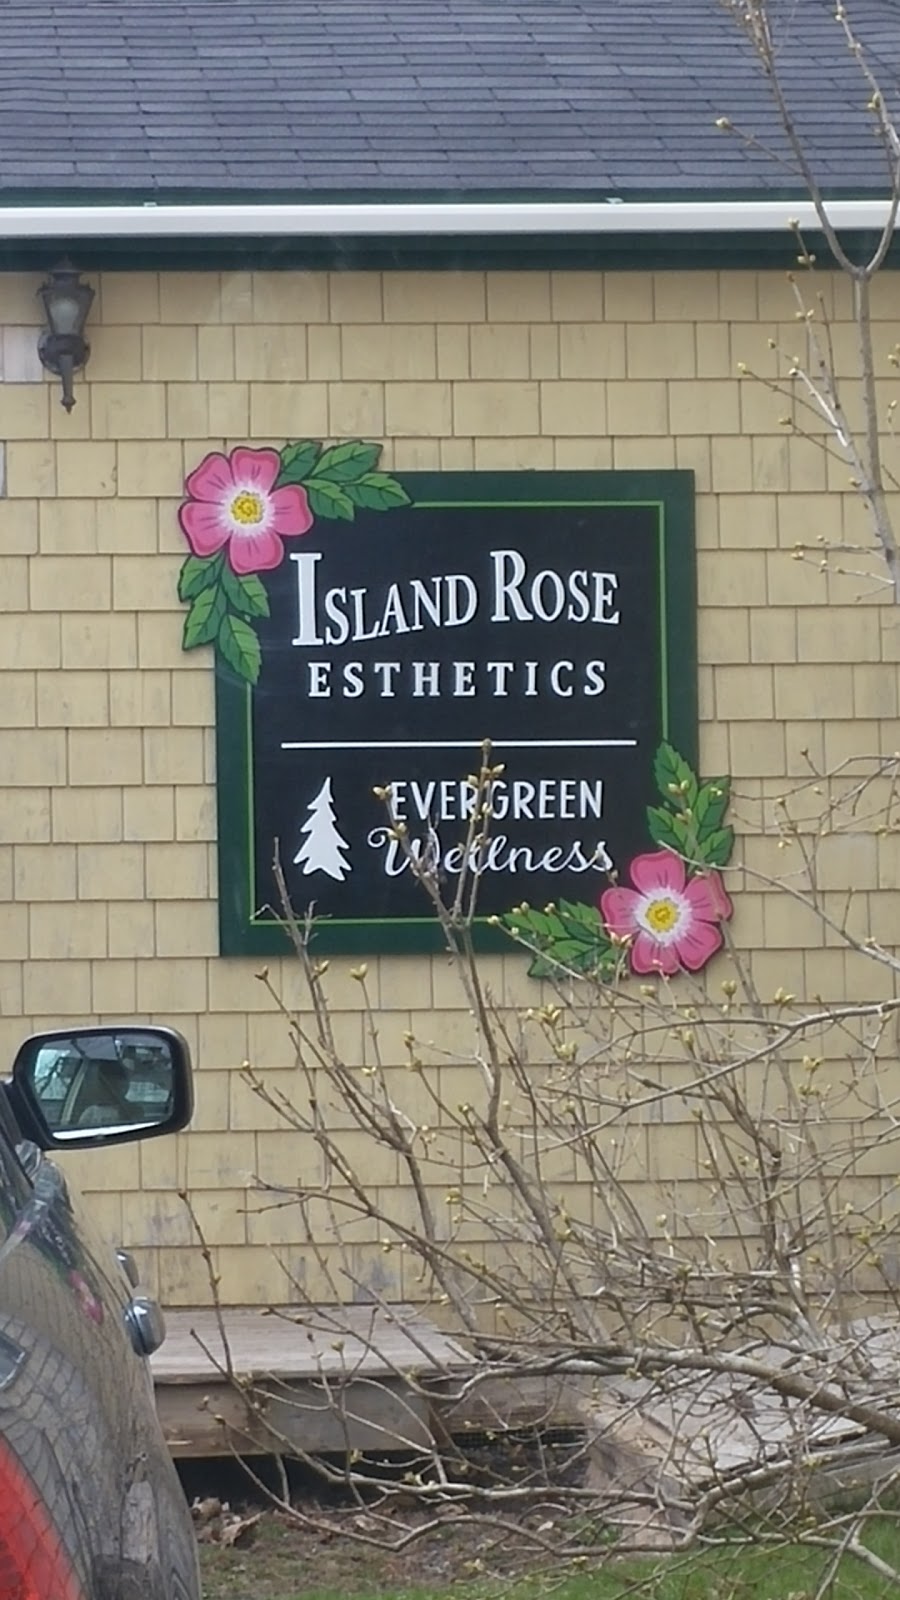 ISLAND ROSE
ESTHETICS
EVERGREEN
Wellness